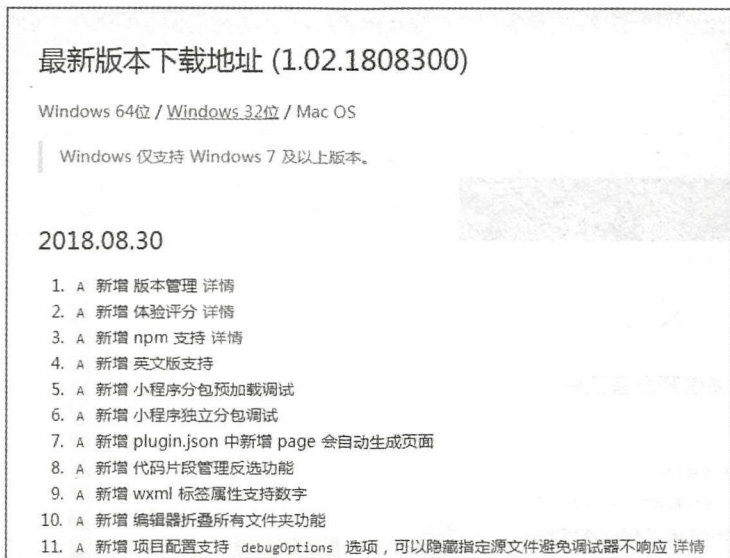 最新版本下载地址 (1.02.1808300)
Windows 64位 / Windows 32位 / Mac OS
Windows 仅支持 Windows 7 及以上版本。
2018.08.30
1. A 新增 版本管理 详情
2. A 新增 体验评分 详情
3. A 新增 npm 支持 详情
4. A 新增 英文版支持
5. A 新增 小程序分包预加载调试
6. A 新增 小程序独立分包调试
7. A 新增 plugin.json 中新增 page 会自动生成页面
8. A 新增 代码片段管理反选功能
9. A 新增 wxml 标签属性支持数字
10. A 新增 编辑器折叠所有文件夹功能
11. A 新增 项目配置支持 debugOptions 选项，可以隐藏指定源文件避免调试器不响应 详情